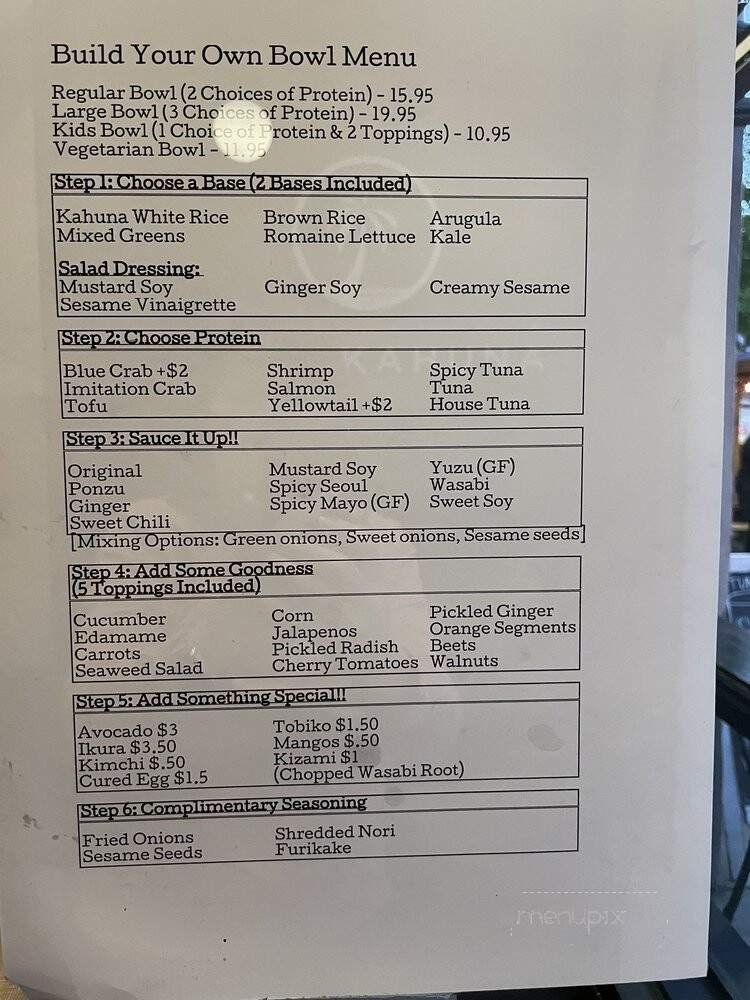 Build Your Own Bowl Menu
Regular Bowl (2 Choices of Protein) - 15.95
Large Bowl (3 Choices of Protein) - 19.95
Kids Bowl (1 Choice of Protein & 2 Toppings) - 10.95
Vegetarian Bowl - 11.95
Step 1: Choose a Base (2 Bases Included)
Kahuna White Rice Brown Rice Arugula
Mixed Greens Romaine Lettuce Kale
Salad Dressing:
Mustard Soy Ginger Soy Creamy Sesame
Sesame Vinaigrette
Step 2: Choose Protein
KAHUNA
Blue Crab +$2 Shrimp Spicy Tuna
Imitation Crab Salmon Tuna
Tofu Yellowtail +$2 House Tuna
Step 3: Sauce It Up!!
Original Mustard Soy Yuzu (GF)
Ponzu Spicy Seoul Wasabi
Ginger Spicy Mayo (GF) Sweet Soy
Sweet Chili
[Mixing Options: Green onions, Sweet onions, Sesame seeds]
Step 4: Add Some Goodness
(5 Toppings Included)
Cucumber Corn Pickled Ginger
Edamame Jalapenos Orange Segments
Carrots Pickled Radish Beets
Seaweed Salad Cherry Tomatoes Walnuts
Step 5: Add Something Special!!
Avocado $3 Tobiko $1.50
Ikura $3.50 Mangos $.50
Kimchi $.50 Kizami $1
Cured Egg $1.5 (Chopped Wasabi Root)
Step 6: Complimentary Seasoning
Fried Onions Shredded Nori
Sesame Seeds Furikake
menupix